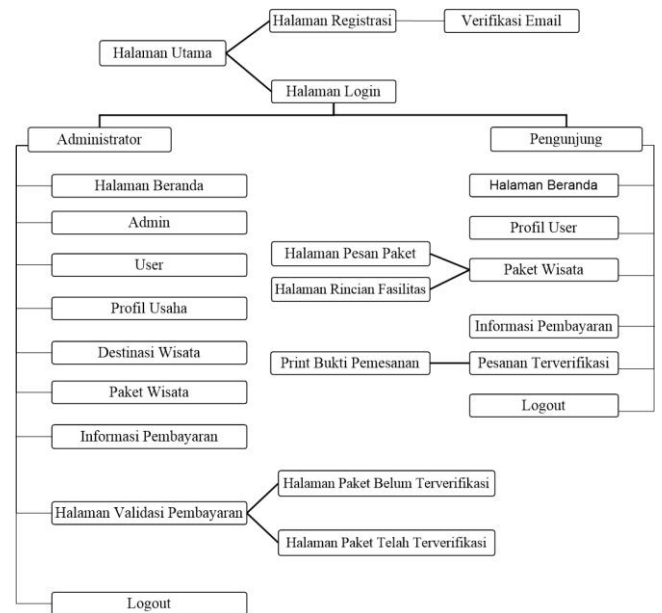 Halaman Registrasi
Verifikasi Email
Halaman Utama
Halaman Login
Administrator
Pengunjung
Halaman Beranda
Admin
User
Profil Usaha
Destinasi Wisata
Paket Wisata
Informasi Pembayaran
Halaman Validasi Pembayaran
Halaman Paket Belum Terverifikasi
Halaman Paket Telah Terverifikasi
Logout
Halaman Beranda
Profil User
Halaman Pesan Paket
Halaman Rincian Fasilitas
Paket Wisata
Informasi Pembayaran
Print Bukti Pemesanan
Pesanan Terverifikasi
Logout